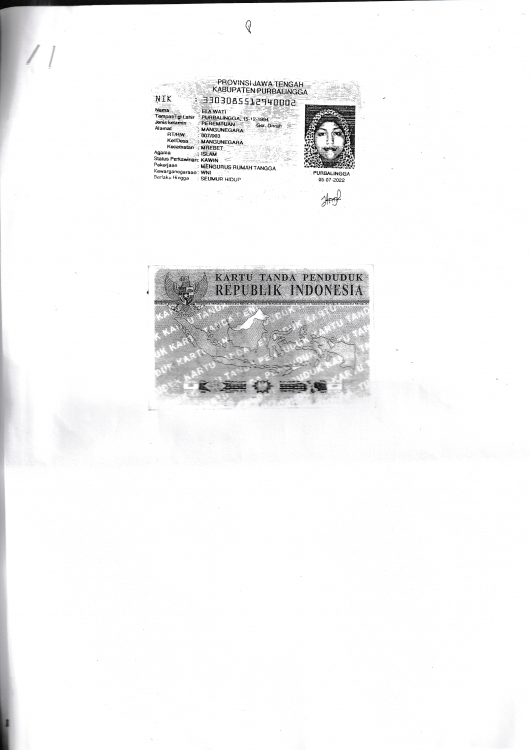 PROVINSI JAWA TENGAH
KABUPATEN PURBALINGGA
NIK : 3303085512940002
Nama : EKA WATI
Tempat/Tgl Lahir : PURBALINGGA, 15-12-1994
Jenis kelamin : PEREMPUAN Gol. Darah
Alamat : MANGUNEGARA
RT/RW : 007/003
Kel/Desa : MANGUNEGARA
Kecamatan : MREBET
Agama : ISLAM
Status Perkawinan: KAWIN
Pekerjaan : MENGURUS RUMAH TANGGA
Kewarganegaraan : WNI
Berlaku Hingga : SEUMUR HIDUP
PURBALINGGA
05-07-2022
KARTU TANDA PENDUDUK
REPUBLIK INDONESIA